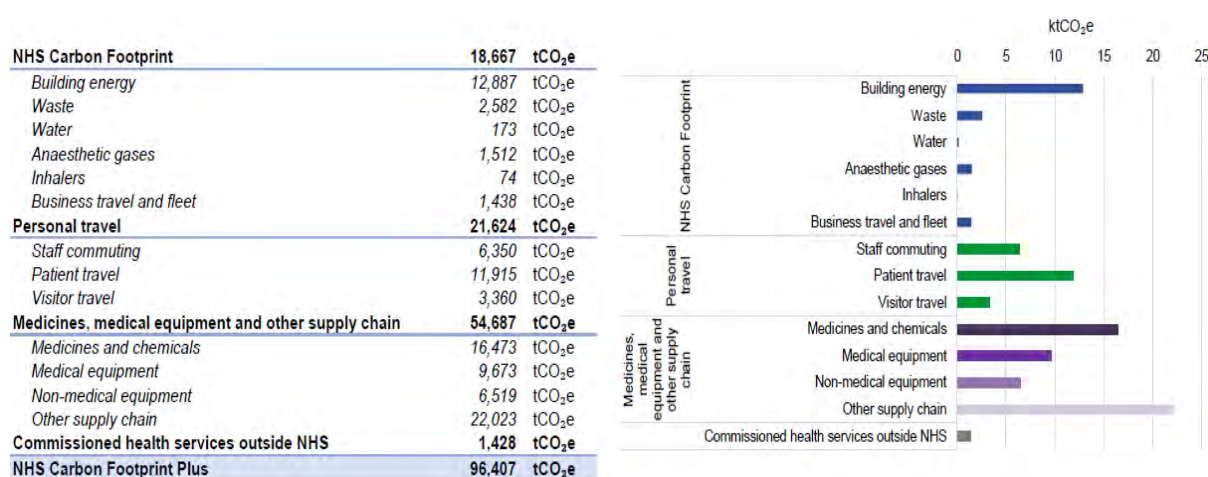 NHS Carbon Footprint 18,667 tCO₂e
Building energy 12,887 tCO₂e
Waste 2,582 tCO₂e
Water 173 tCO₂e
Anaesthetic gases 1,512 tCO₂e
Inhalers 74 tCO₂e
Business travel and fleet 1,438 tCO₂e
Personal travel 21,624 tCO₂e
Staff commuting 6,350 tCO₂e
Patient travel 11,915 tCO₂e
Visitor travel 3,360 tCO₂e
Medicines, medical equipment and other supply chain 54,687 tCO₂e
Medicines and chemicals 16,473 tCO₂e
Medical equipment 9,673 tCO₂e
Non-medical equipment 6,519 tCO₂e
Other supply chain 22,023 tCO₂e
Commissioned health services outside NHS 1,428 tCO₂e
NHS Carbon Footprint Plus 96,407 tCO₂e
ktCO₂e
0 5 10 15 20 25
NHS Carbon Footprint
Building energy
Waste
Water
Anaesthetic gases
Inhalers
Business travel and fleet
Personal
travel
Staff commuting
Patient travel
Visitor travel
Medicines,
medical
equipment and
other supply
chain
Medicines and chemicals
Medical equipment
Non-medical equipment
Other supply chain
Commissioned health services outside NHS